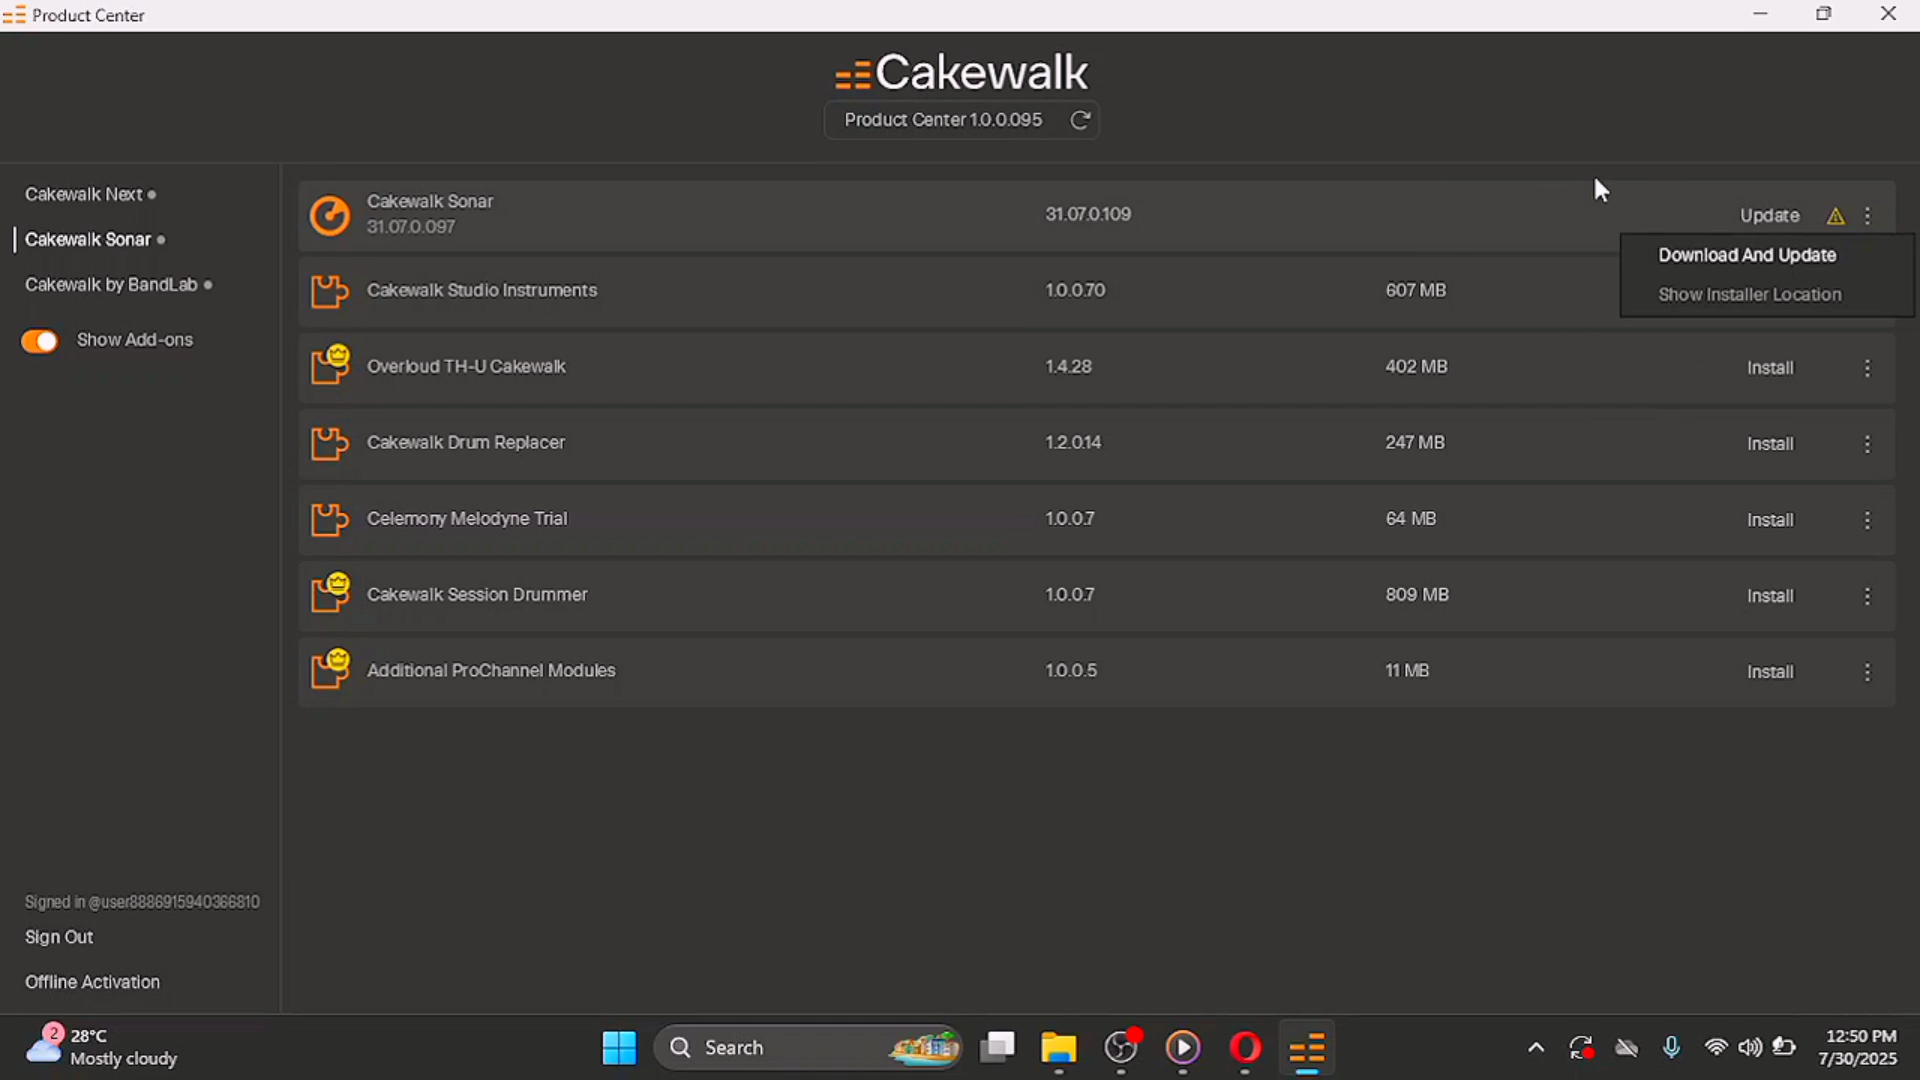 Product Center
Cakewalk
Product Center 1.0.0.095
Cakewalk Next
Cakewalk Sonar
Cakewalk by BandLab
Show Add-ons
Cakewalk Sonar
31.07.0.097
31.07.0.109
Update
Download And Update
Show Installer Location
Cakewalk Studio Instruments
1.0.0.70
607 MB
Overloud TH-U Cakewalk
1.4.28
402 MB
Install
Cakewalk Drum Replacer
1.2.0.14
247 MB
Install
Celemony Melodyne Trial
1.0.0.7
64 MB
Install
Cakewalk Session Drummer
1.0.0.7
809 MB
Install
Additional ProChannel Modules
1.0.0.5
11 MB
Install
Signed in @user8886915940366810
Sign Out
Offline Activation
2
28°C
Mostly cloudy
Search
12:50 PM
7/30/2025